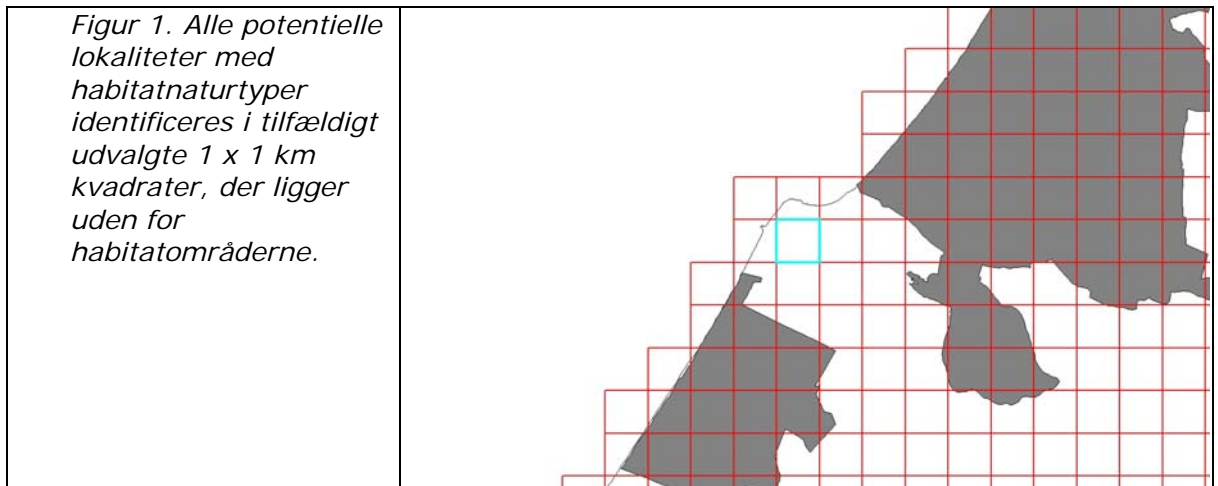 Figur 1. Alle potentielle
lokaliteter med
habitatnaturtyper
identificeres i tilfældigt
udvalgte 1 x 1 km
kvadrater, der ligger
uden for
habitatområderne.